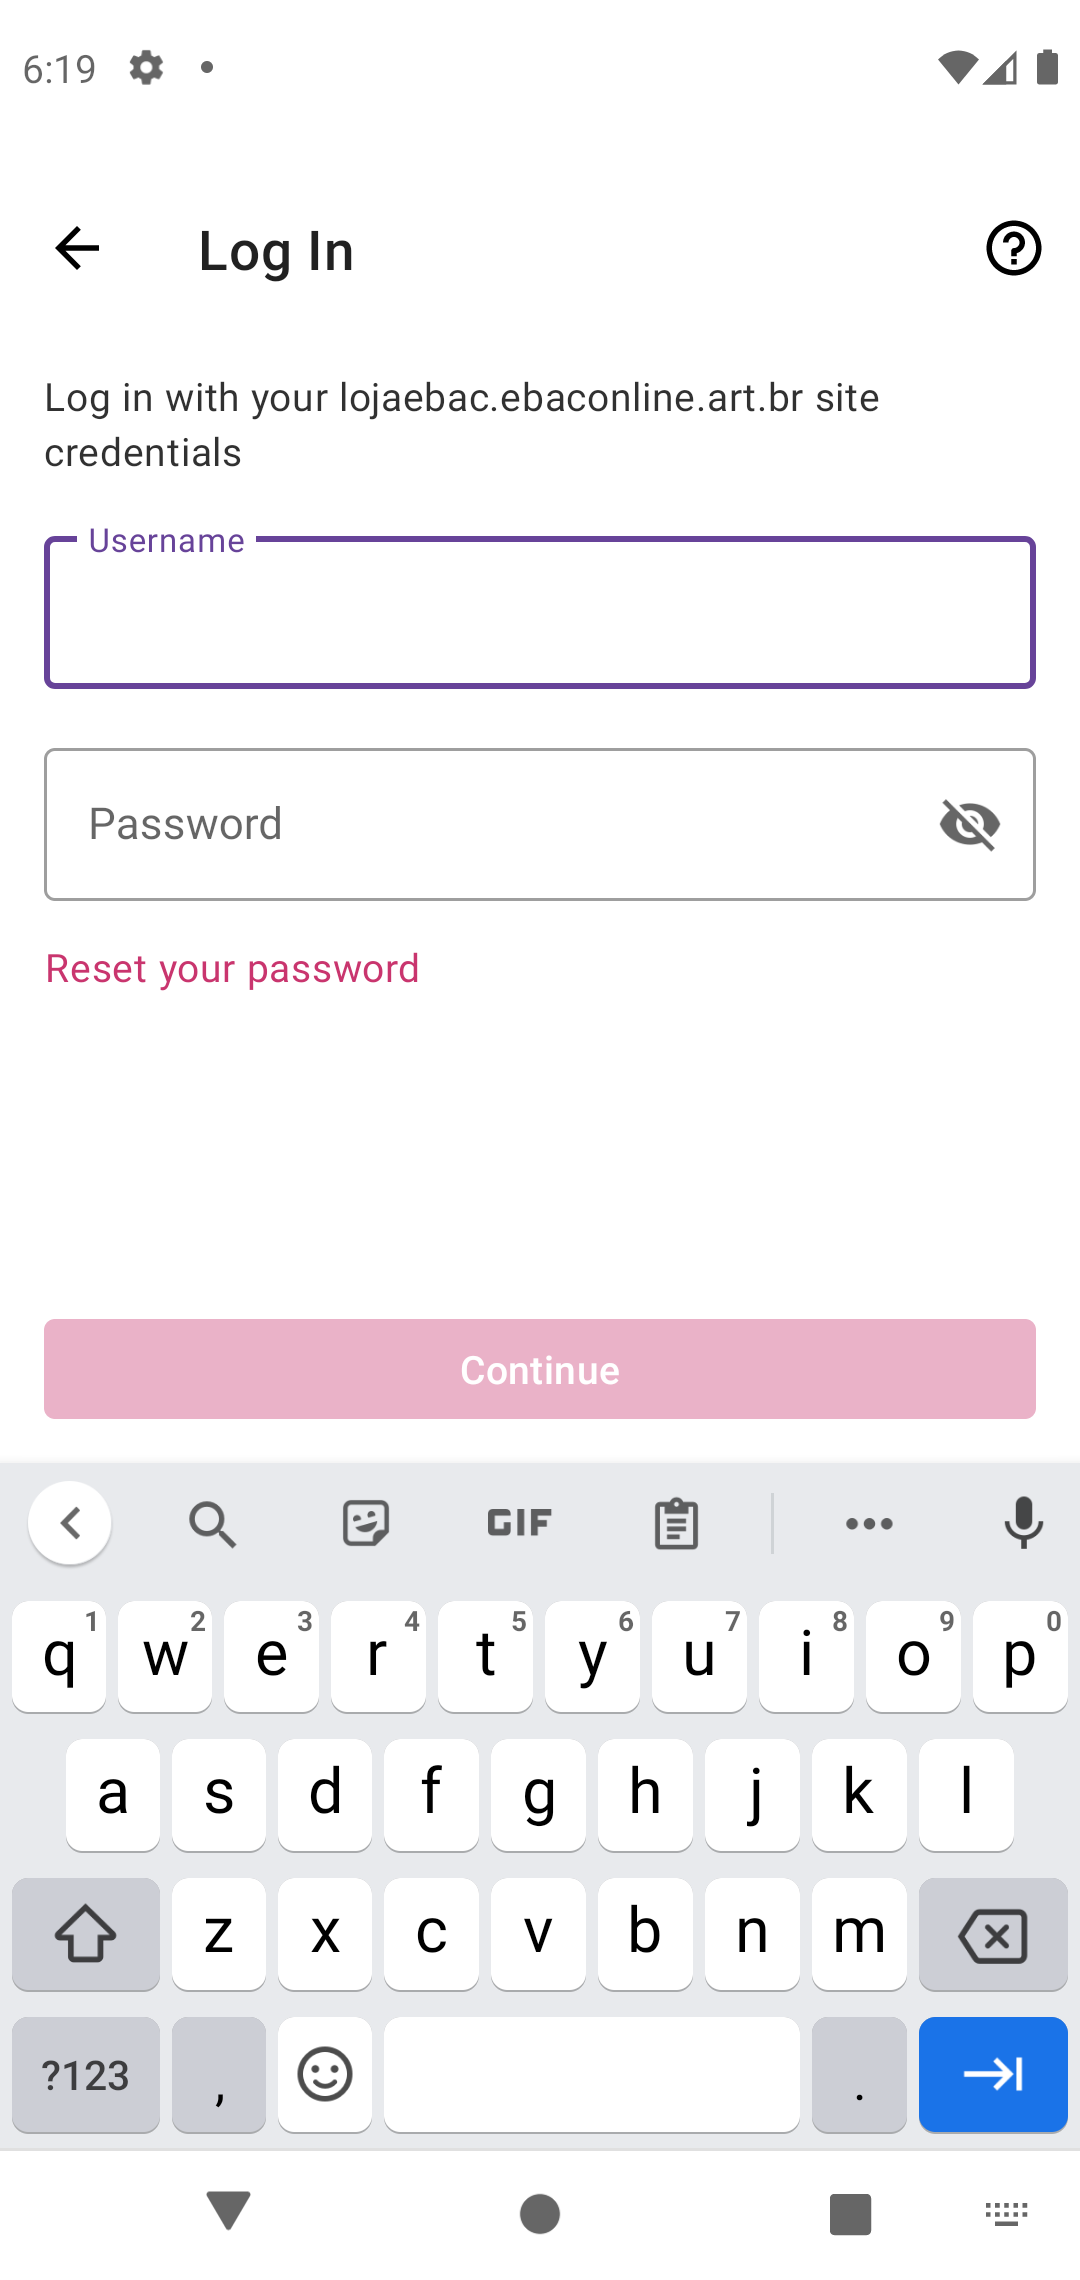 6:19
Log In
Log in with your lojaebac.ebaconline.art.br site
credentials
Username
Password
Reset your password
Continue
GIF
q1 w2 e3 r4 t5 y6 u7 i8 o9 p0
a s d f g h j k l
z x c v b n m
?123 , .